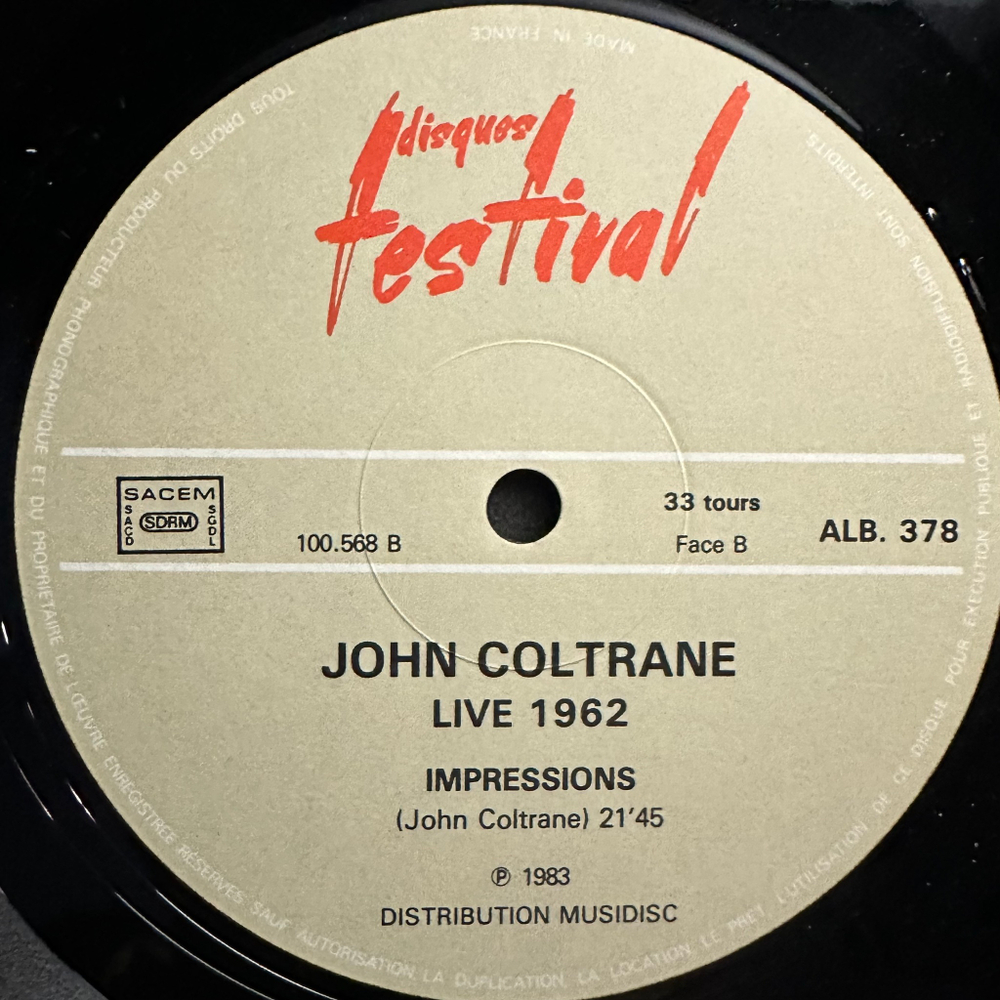 MADE IN FRANCE
disques
festival
SACEM
SACD
SDRM
SGDL
100.568 B
33 tours
Face B
ALB. 378
JOHN COLTRANE
LIVE 1962
IMPRESSIONS
(John Coltrane) 21'45
℗ 1983
DISTRIBUTION MUSIDISC
TOUS DROITS DU PRODUCTEUR PHONOGRAPHIQUE ET DU PROPRIETAIRE DE L'ŒUVRE ENREGISTREE RÉSERVES SAUF AUTORISATION LA DUPLICATION, LA LOCATION, LE PRET, L'UTILISATION DE CE DISQUE POUR EXECUTION PUBLIQUE ET RADIODIFFUSION SONT INTERDITS